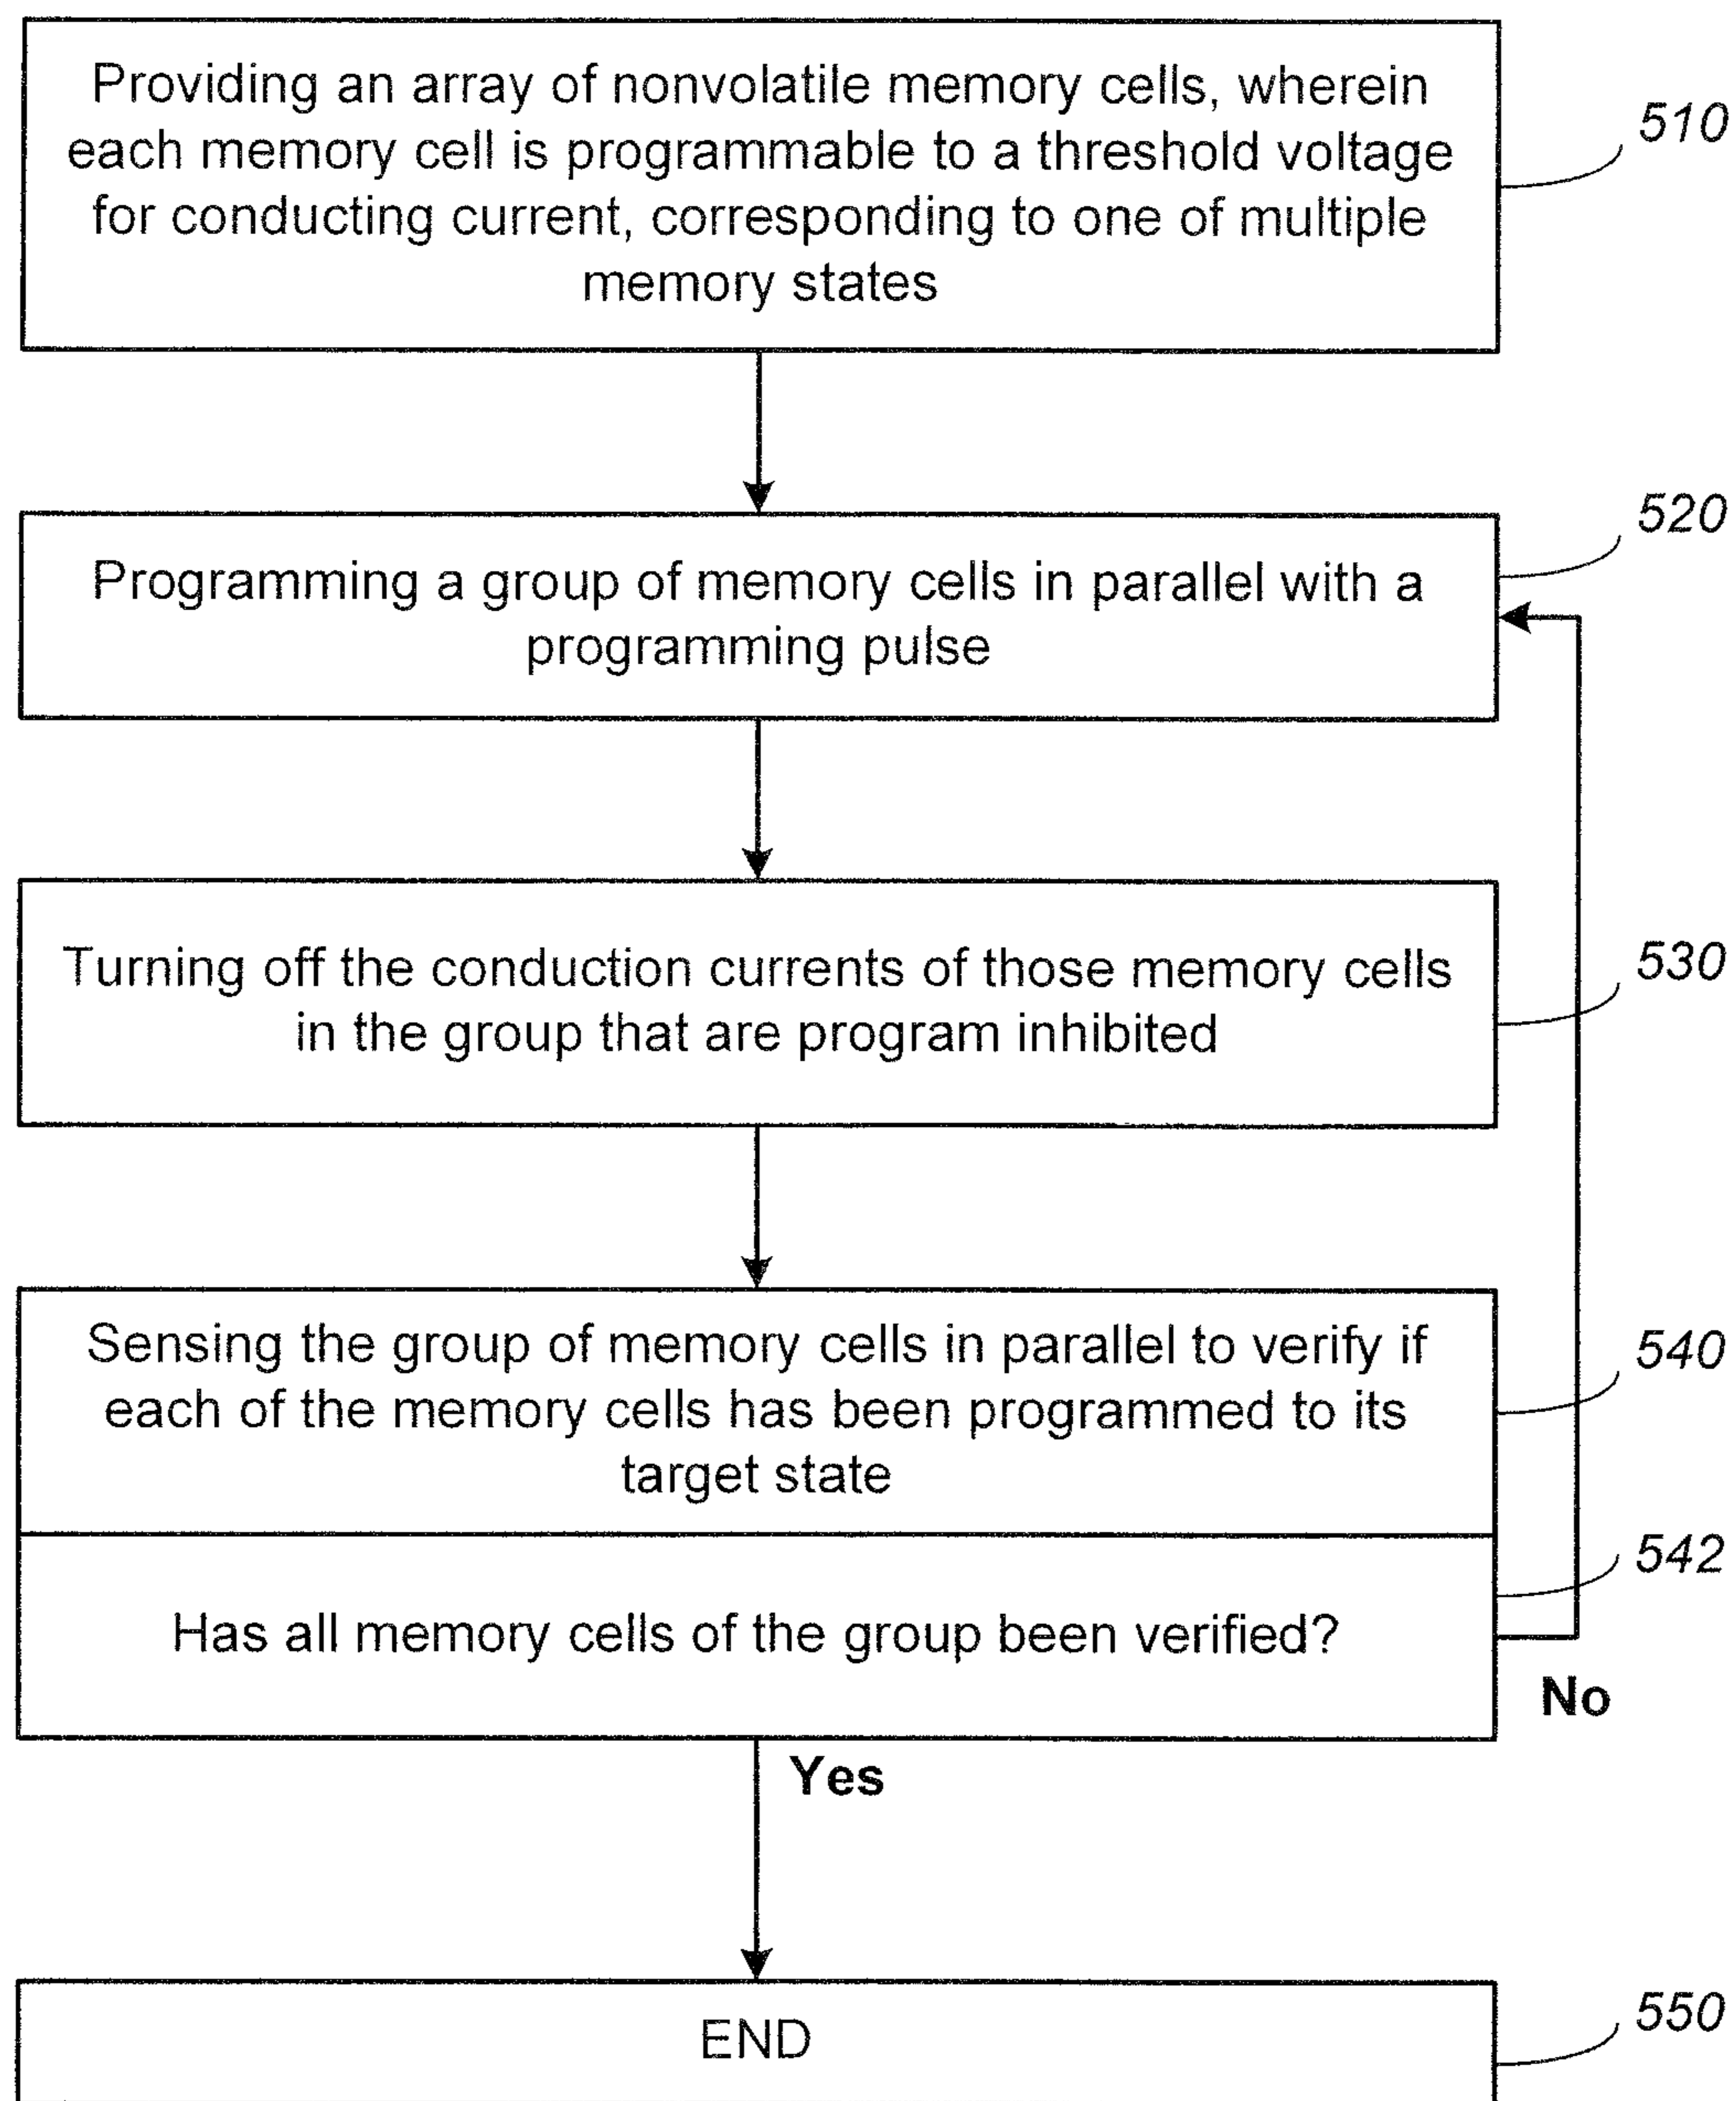 Providing an array of nonvolatile memory cells, wherein
each memory cell is programmable to a threshold voltage
for conducting current, corresponding to one of multiple
memory states
510
520
Programming a group of memory cells in parallel with a
programming pulse
Turning off the conduction currents of those memory cells
in the group that are program inhibited
530
Sensing the group of memory cells in parallel to verify if
each of the memory cells has been programmed to its
target state
540
542
Has all memory cells of the group been verified?
No
Yes
END
550